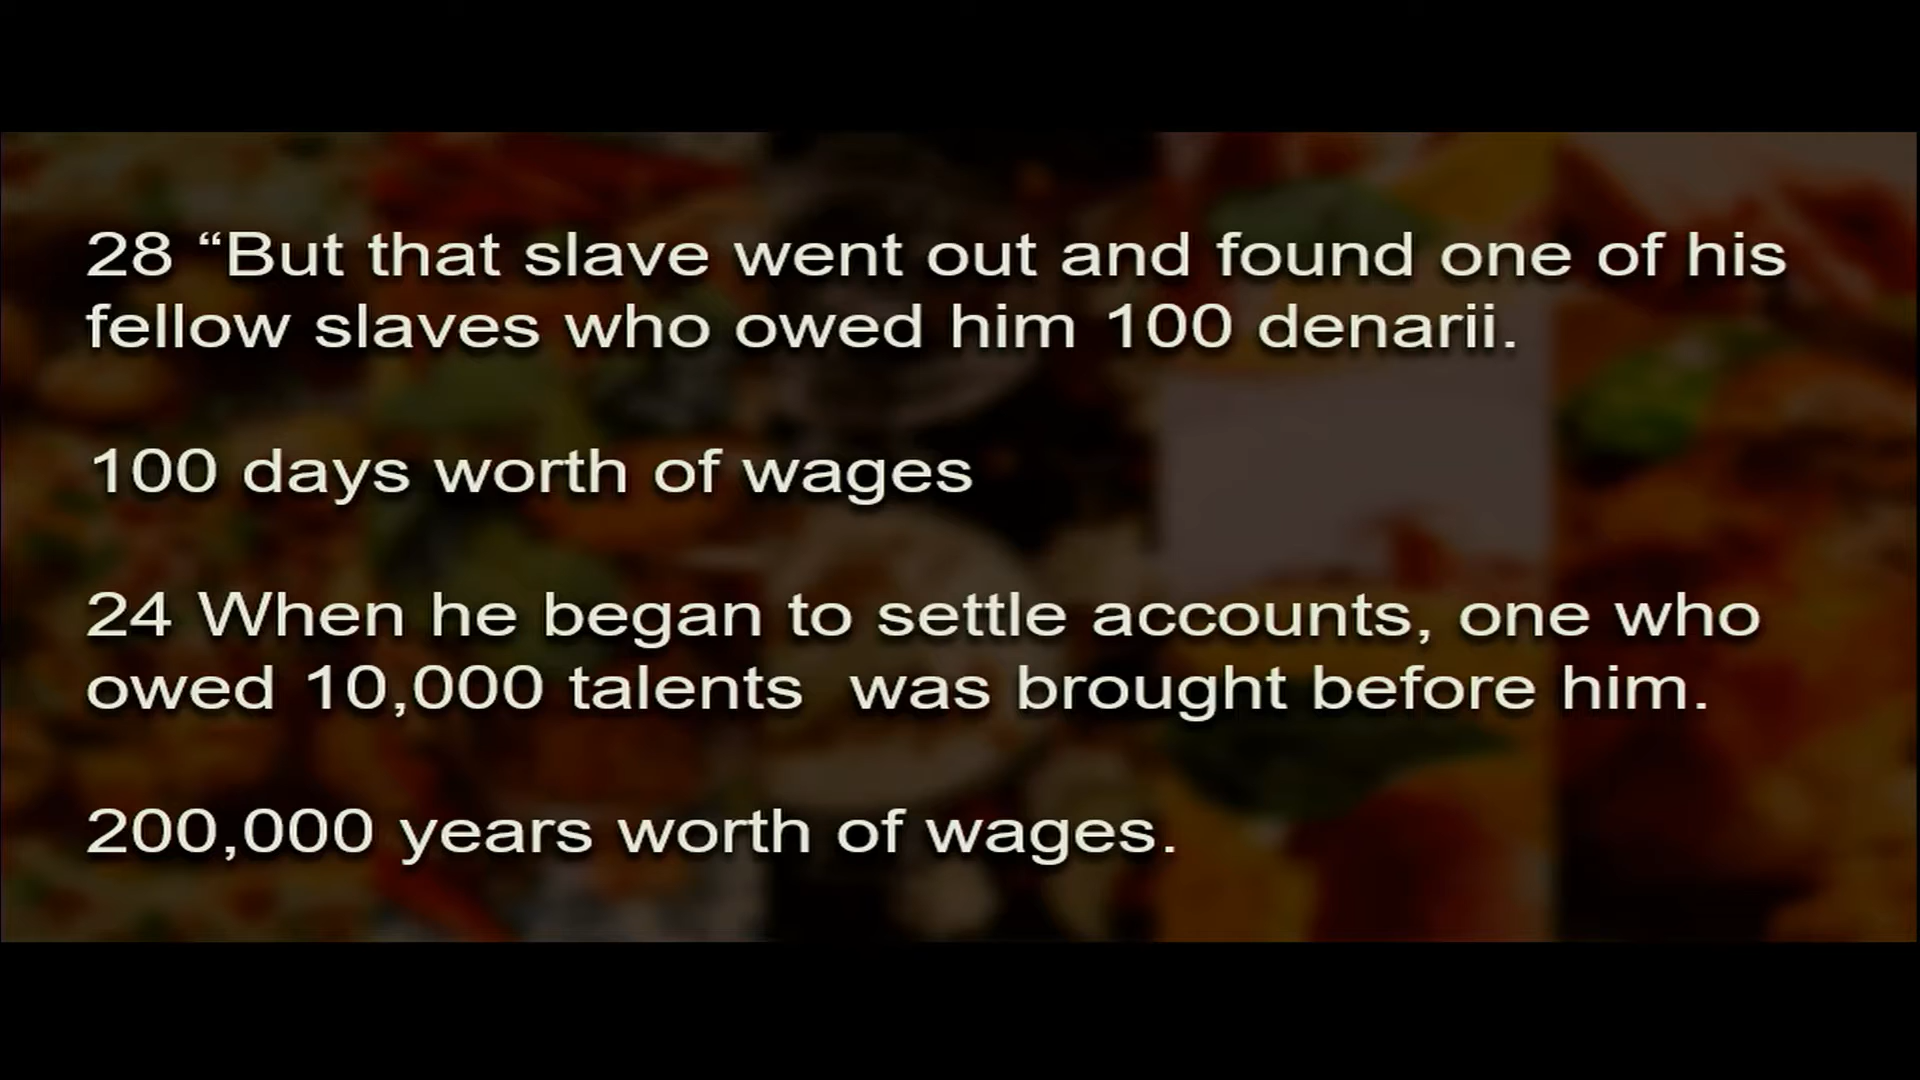 28 “But that slave went out and found one of his
fellow slaves who owed him 100 denarii.
100 days worth of wages
24 When he began to settle accounts, one who
owed 10,000 talents  was brought before him.
200,000 years worth of wages.